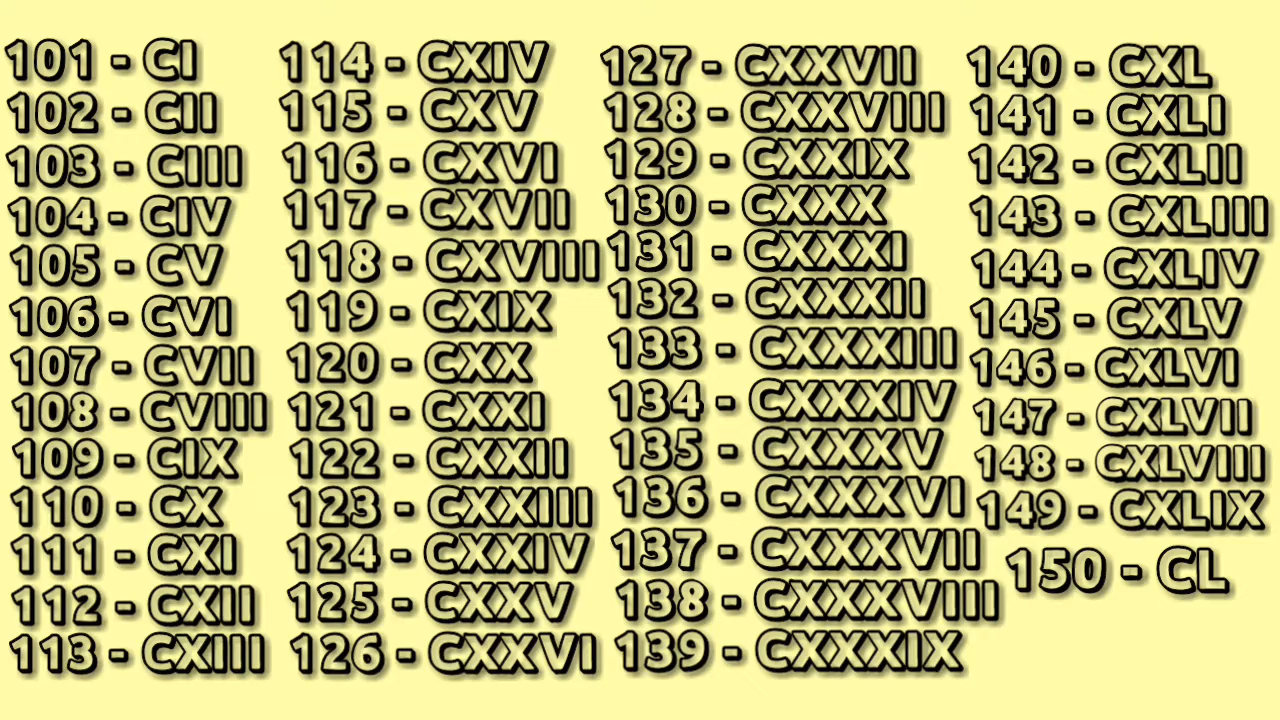 101 - CI
102 - CII
103 - CIII
104 - CIV
105 - CV
106 - CVI
107 - CVII
108 - CVIII
109 - CIX
110 - CX
111 - CXI
112 - CXII
113 - CXIII
114 - CXIV
115 - CXV
116 - CXVI
117 - CXVII
118 - CXVIII
119 - CXIX
120 - CXX
121 - CXXI
122 - CXXII
123 - CXXIII
124 - CXXIV
125 - CXXV
126 - CXXVI
127 - CXXVII
128 - CXXVIII
129 - CXXIX
130 - CXXX
131 - CXXXI
132 - CXXXII
133 - CXXXIII
134 - CXXXIV
135 - CXXXV
136 - CXXXVI
137 - CXXXVII
138 - CXXXVIII
139 - CXXXIX
140 - CXL
141 - CXLI
142 - CXLII
143 - CXLIII
144 - CXLIV
145 - CXLV
146 - CXLVI
147 - CXLVII
148 - CXLVIII
149 - CXLIX
150 - CL